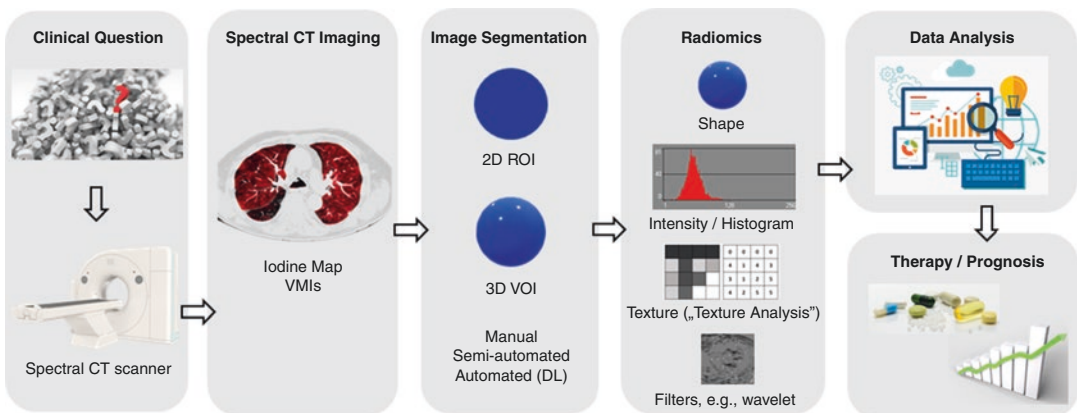 Clinical Question
Spectral CT scanner
Spectral CT Imaging
Iodine Map
VMIs
Image Segmentation
2D ROI
3D VOI
Manual
Semi-automated
Automated (DL)
Radiomics
Shape
Intensity / Histogram
Texture („Texture Analysis”)
Filters, e.g., wavelet
Data Analysis
Therapy / Prognosis